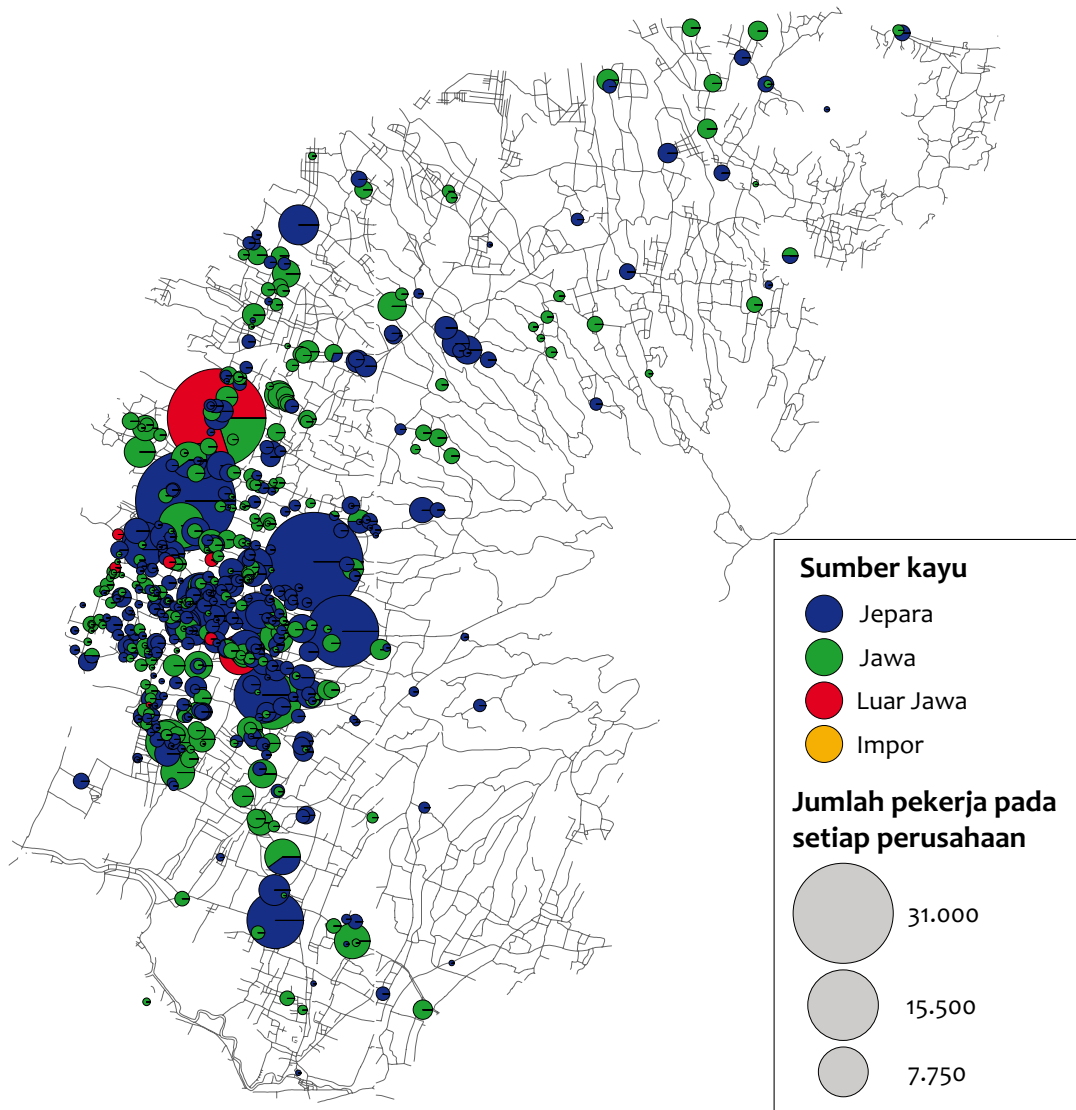 Sumber kayu
Jepara
Jawa
Luar Jawa
Impor
Jumlah pekerja pada
setiap perusahaan
31.000
15.500
7.750